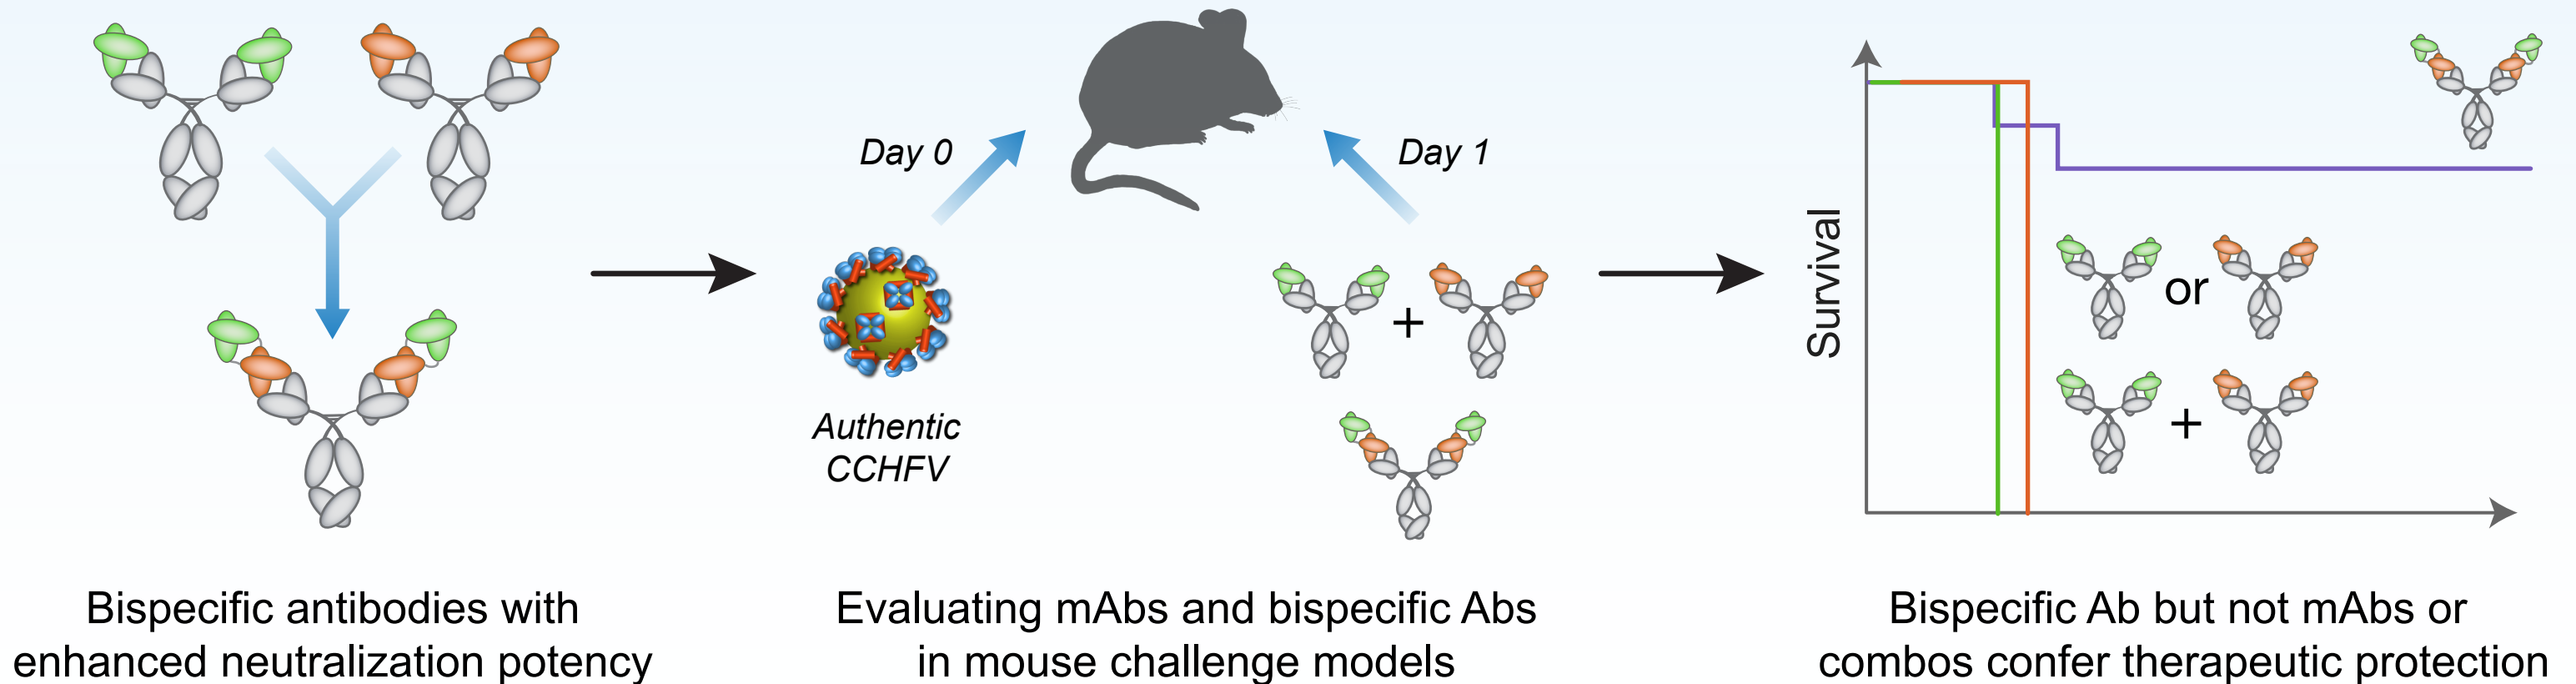 Day 0
Day 1
+
Authentic
CCHFV
Survival
or
+
Bispecific antibodies with
enhanced neutralization potency
Evaluating mAbs and bispecific Abs
in mouse challenge models
Bispecific Ab but not mAbs or
combos confer therapeutic protection